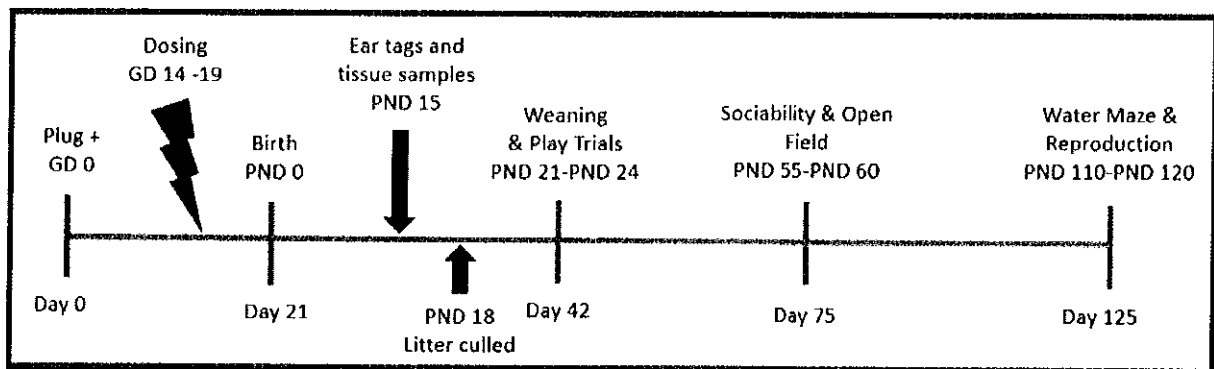 Dosing
GD 14 -19
Ear tags and
tissue samples
PND 15
Plug +
GD 0
Birth
PND 0
Weaning
& Play Trials
PND 21-PND 24
Sociability & Open
Field
PND 55-PND 60
Water Maze &
Reproduction
PND 110-PND 120
Day 0
Day 21
PND 18
Litter culled
Day 42
Day 75
Day 125